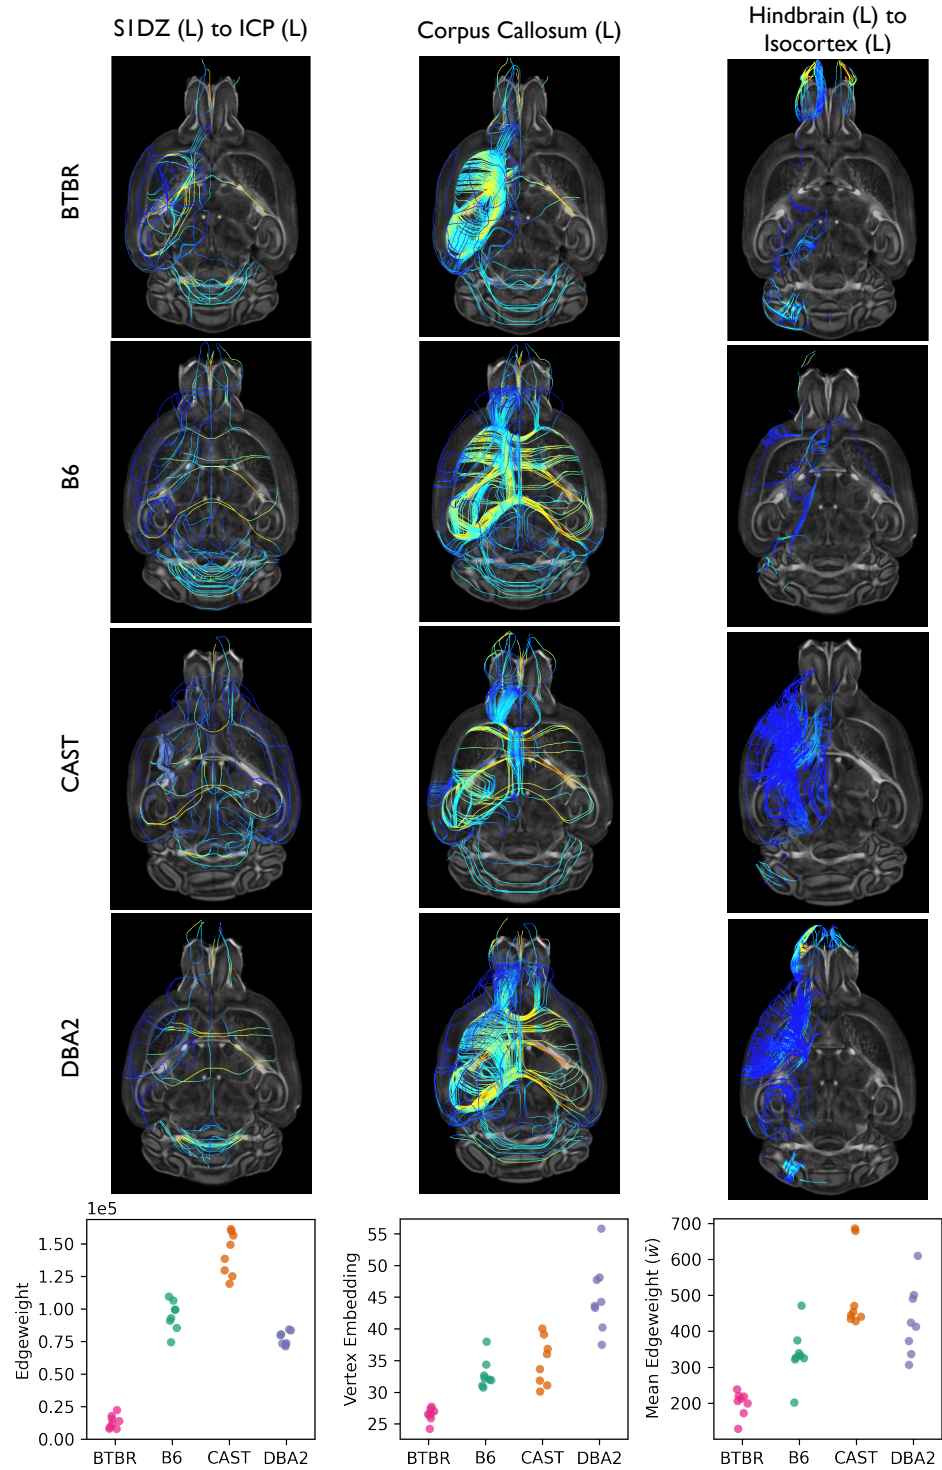 S1DZ (L) to ICP (L)
Corpus Callosum (L)
Hindbrain (L) to
Isocortex (L)
BTBR
B6
CAST
DBA2
1e5
Edgeweight
1.50
1.25
1.00
0.75
0.50
0.25
0.00
BTBR B6 CAST DBA2
Vertex Embedding
55
50
45
40
35
30
25
BTBR B6 CAST DBA2
Mean Edgeweight (w̄)
700
600
500
400
300
200
BTBR B6 CAST DBA2